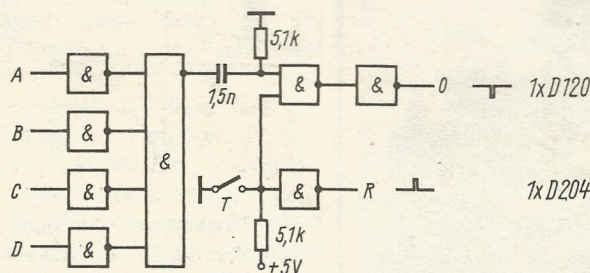 5,1k
A & & 1,5n & & 0 1xD120
B &
&
C & T & R 1xD204
D & 5,1k
+5V